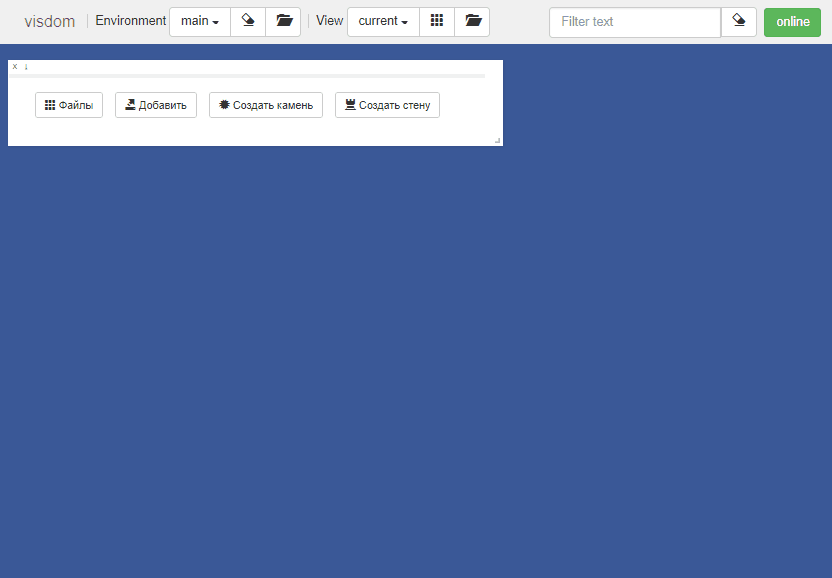 visdom Environment main View current Filter text online
x ↓
Файлы Добавить Создать камень Создать стену